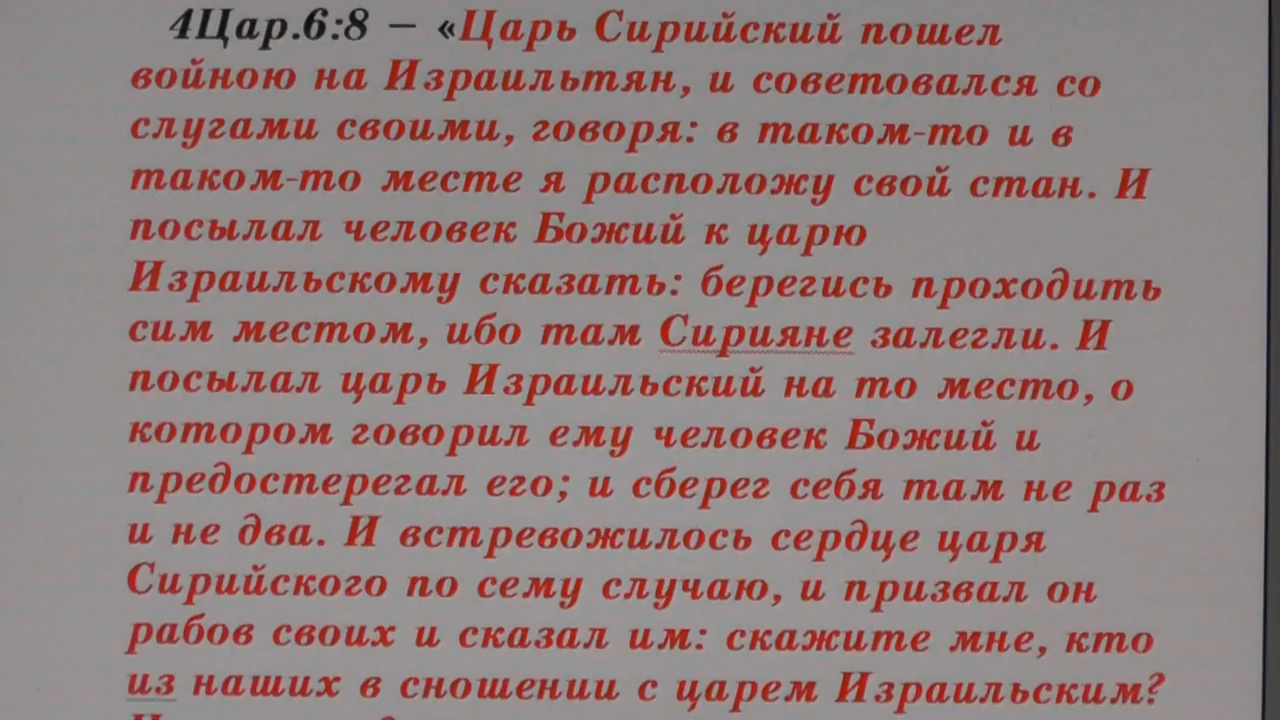 4Цар.6:8 – «Царь Сирийский пошел
войною на Израильтян, и советовался со
слугами своими, говоря: в таком-то и в
таком-то месте я расположу свой стан. И
посылал человек Божий к царю
Израильскому сказать: берегись проходить
сим местом, ибо там Сирияне залегли. И
посылал царь Израильский на то место, о
котором говорил ему человек Божий и
предостерегал его; и сберег себя там не раз
и не два. И встревожилось сердце царя
Сирийского по сему случаю, и призвал он
рабов своих и сказал им: скажите мне, кто
из наших в сношении с царем Израильским?